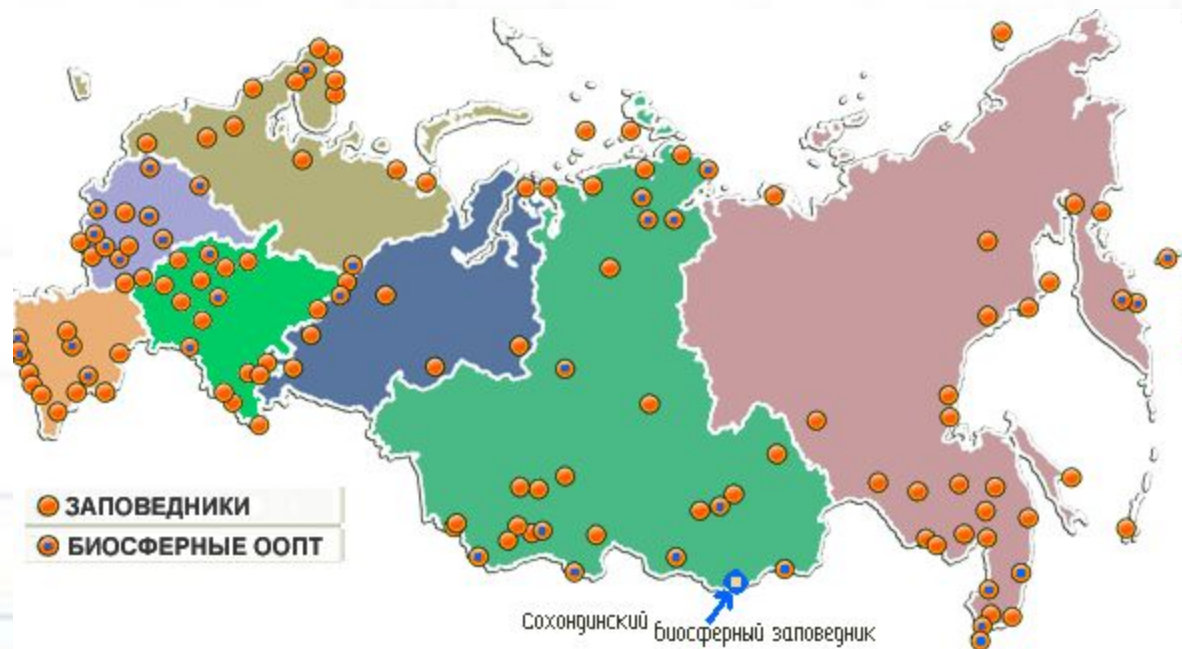 ЗАПОВЕДНИКИ
БИОСФЕРНЫЕ ООПТ
Сохондинский биосферный заповедник